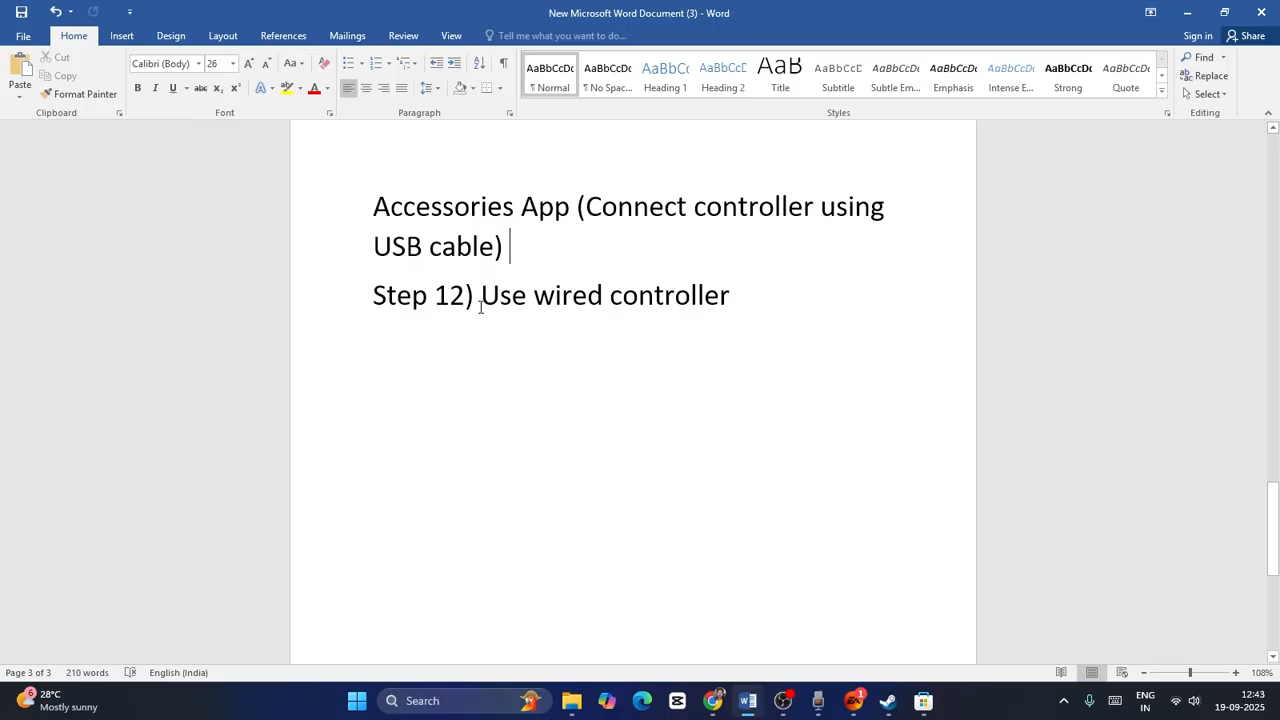 New Microsoft Word Document (3) - Word
File Home Insert Design Layout References Mailings Review View Tell me what you want to do... Sign in Share
Paste Cut Copy Format Painter
Calibri (Body) 26
AaBbCcDc AaBbCcDc AaBbCc AaBbCcE AaB AaBbCcD AaBbCcDc AaBbCcDc AaBbCcDc AaBbCcDc AaBbCcDc
¶ Normal ¶ No Spac... Heading 1 Heading 2 Title Subtitle Subtle Em... Emphasis Intense E... Strong Quote
Find Replace Select
Clipboard Font Paragraph Styles Editing
Accessories App (Connect controller using
USB cable)
Step 12) Use wired controller
Page 3 of 3 210 words English (India) 108%
6 28°C
Mostly sunny
Search
1
ENG
IN
12:43
19-09-2025